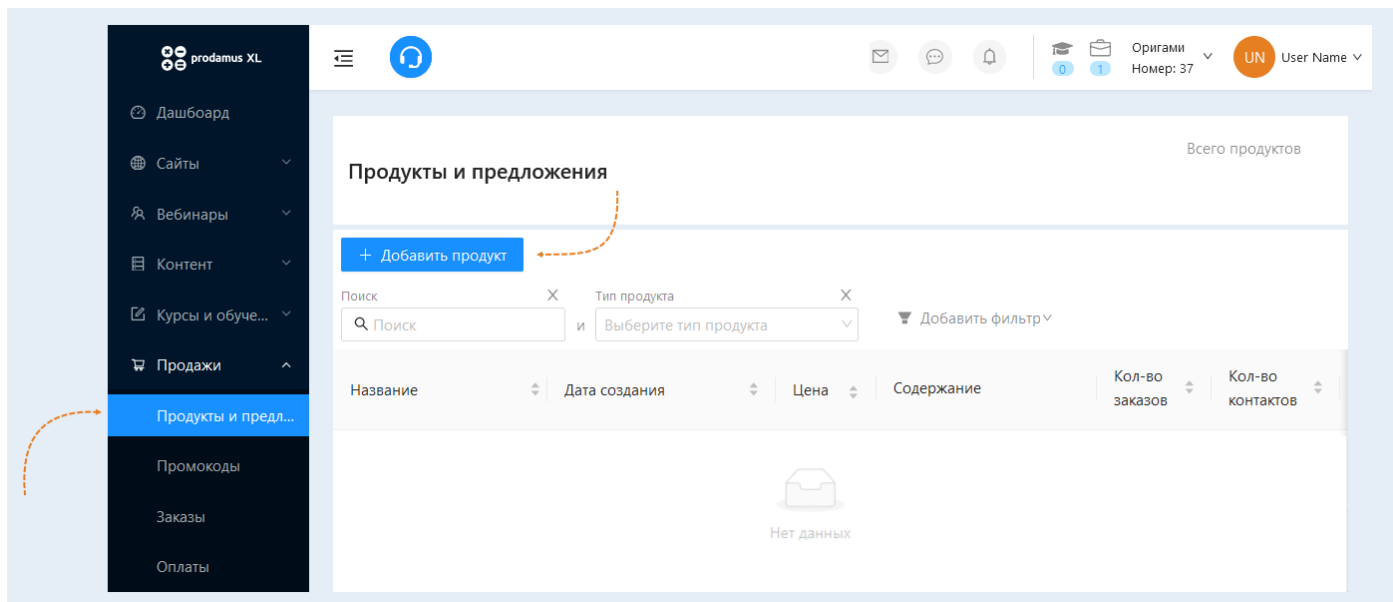 prodamus XL
Оригами
Номер: 37
0
1
UN
User Name
Дашбоард
Сайты
Вебинары
Контент
Курсы и обуче...
Продажи
Продукты и предл...
Промокоды
Заказы
Оплаты
Всего продуктов
Продукты и предложения
+ Добавить продукт
Поиск
Тип продукта
Поиск
и
Выберите тип продукта
Добавить фильтр
Название
Дата создания
Цена
Содержание
Кол-во
заказов
Кол-во
контактов
Нет данных